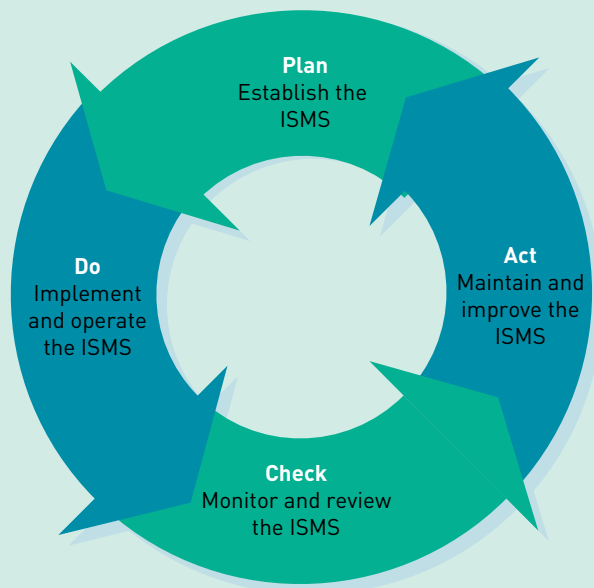 Plan
Establish the
ISMS
Do
Implement
and operate
the ISMS
Check
Monitor and review
the ISMS
Act
Maintain and
improve the
ISMS